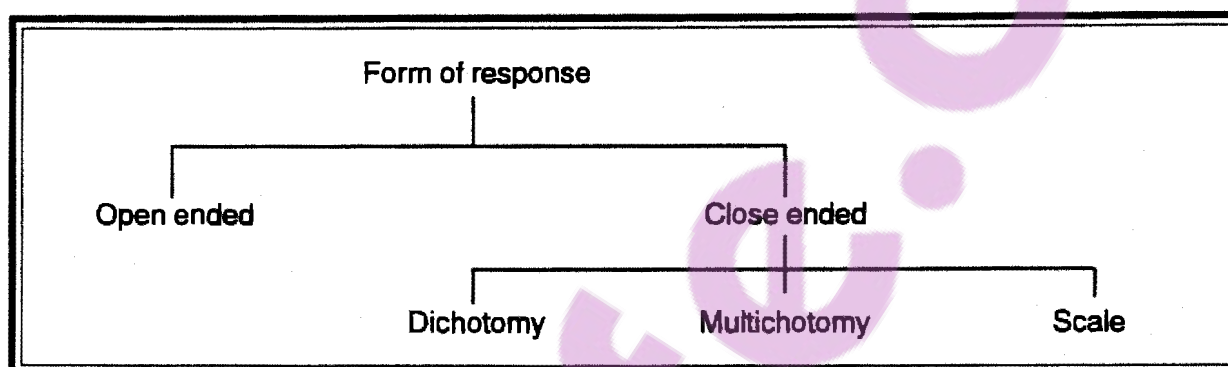 Form of response
Open ended Close ended
Dichotomy Multichotomy Scale